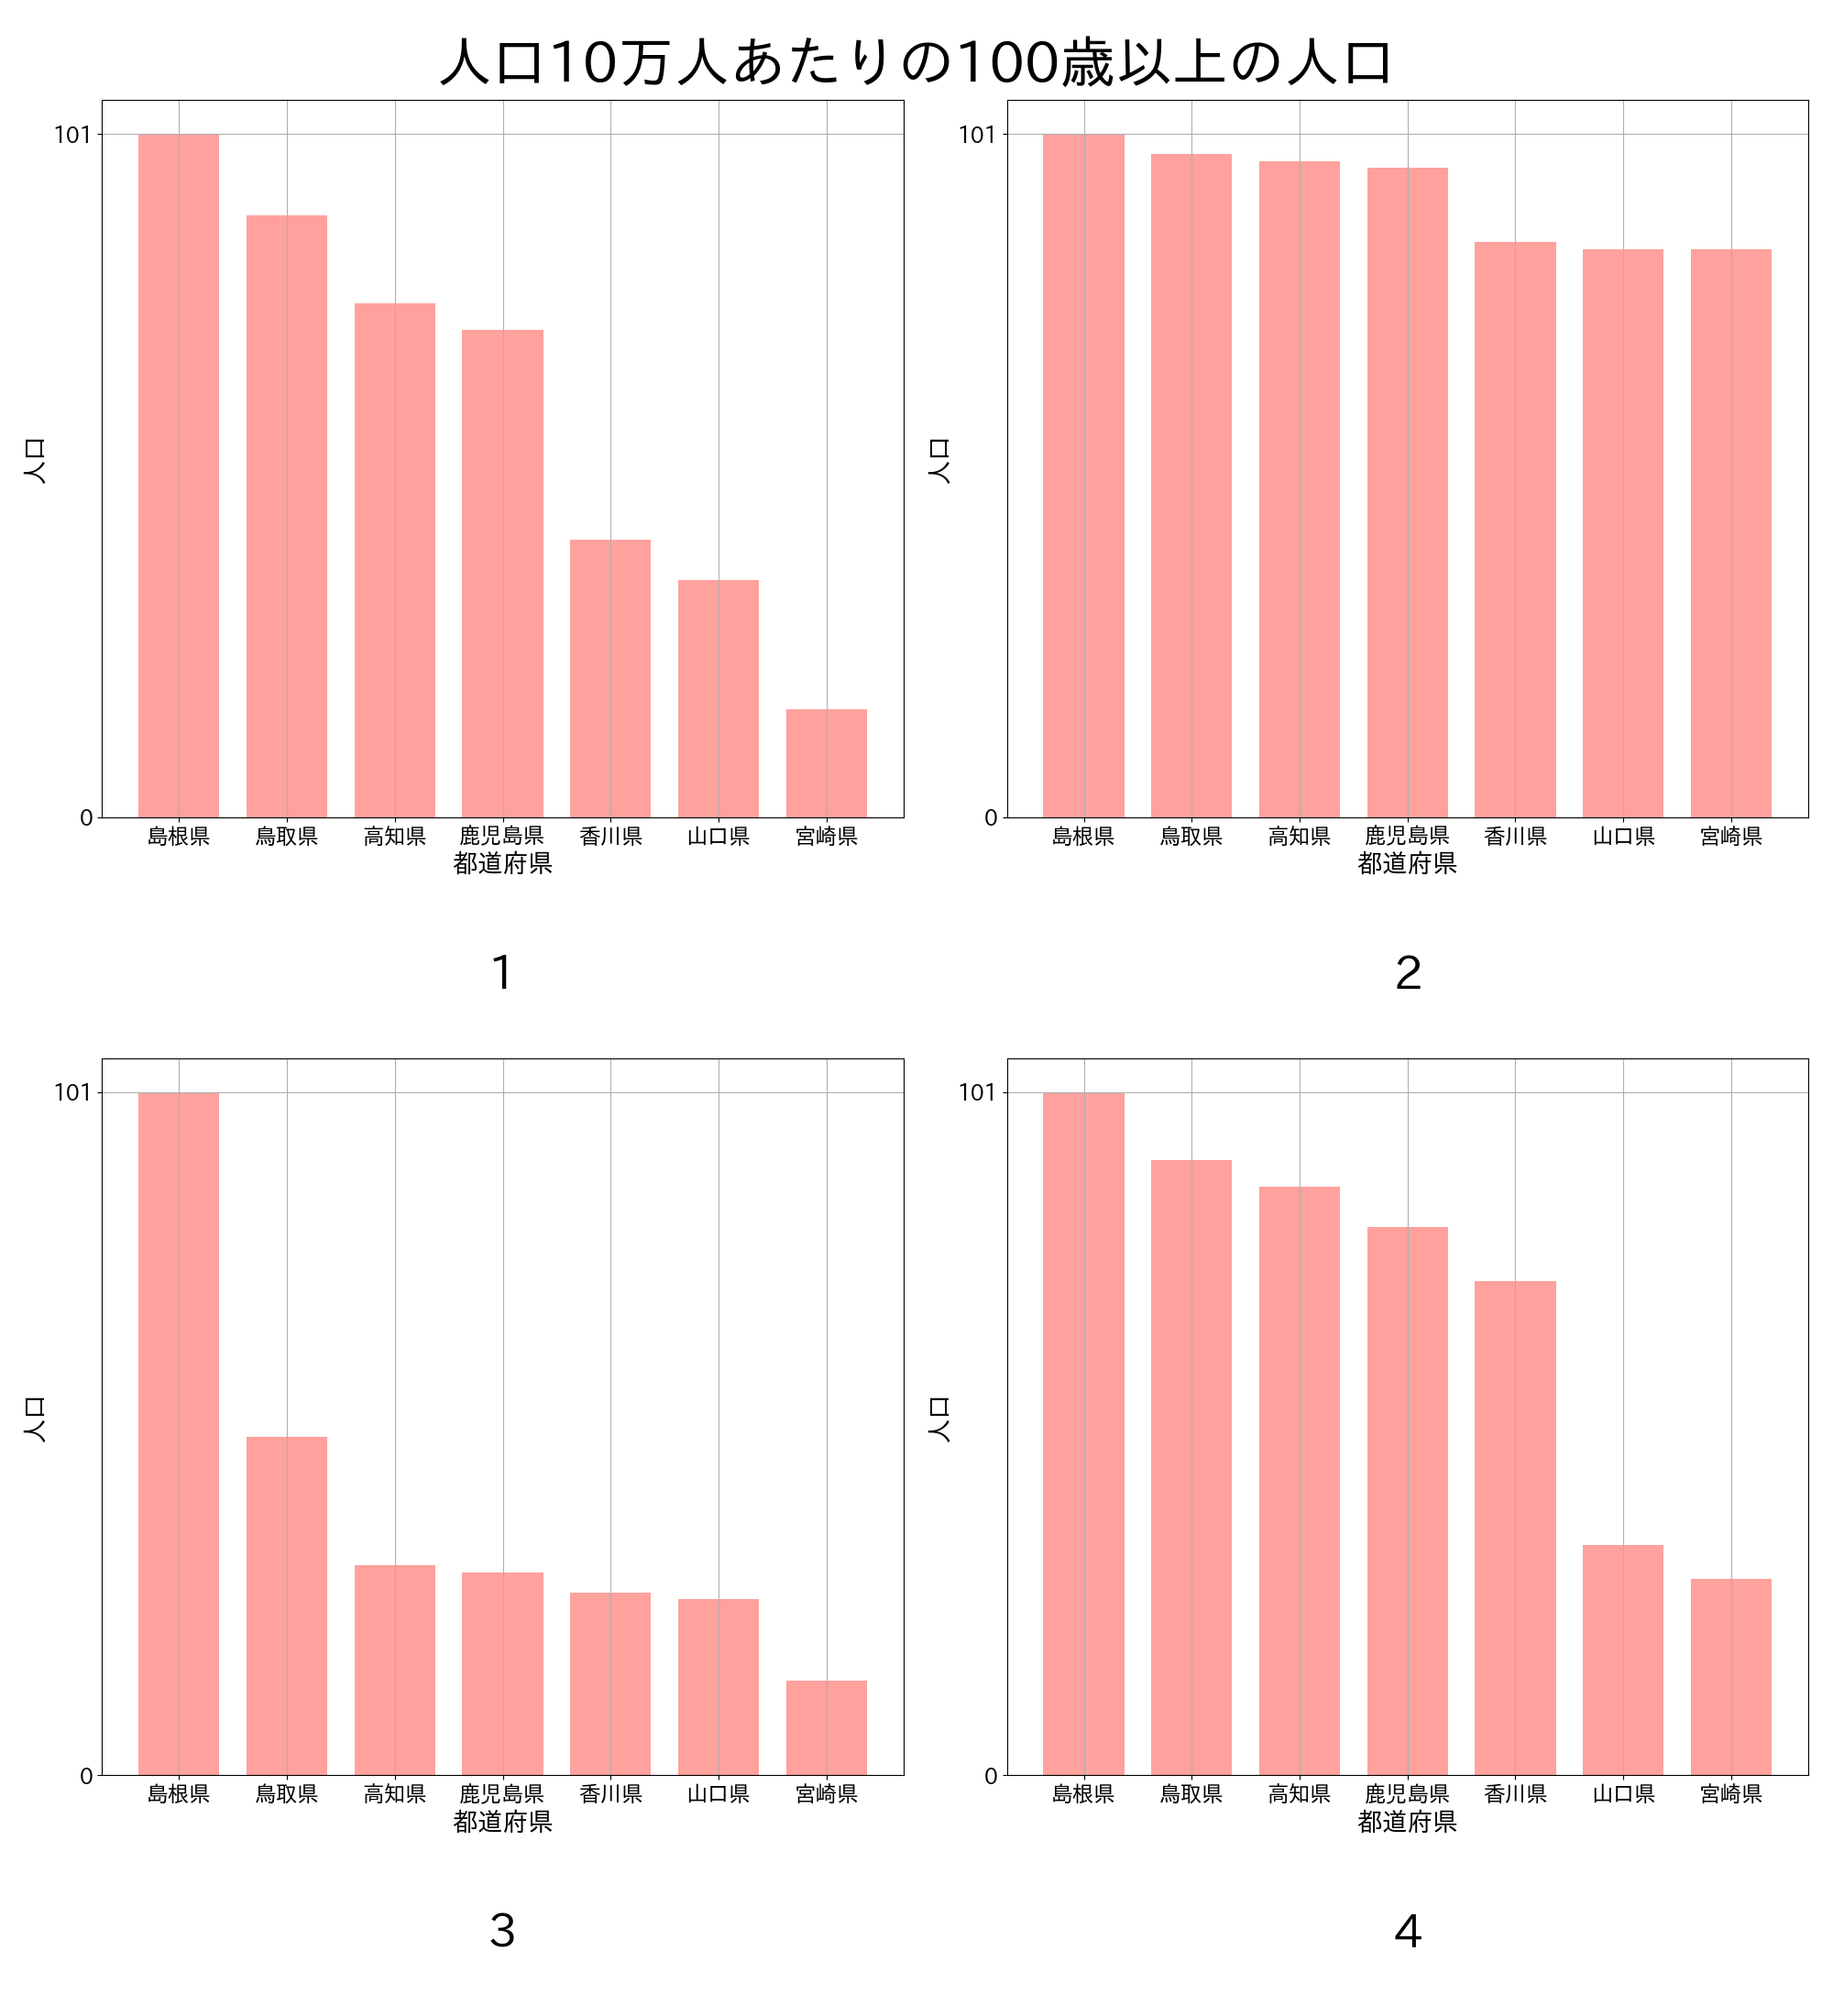 人口10万人あたりの100歳以上の人口
101
人口
0
島根県 鳥取県 高知県 鹿児島県 香川県 山口県 宮崎県
都道府県
1
101
人口
0
島根県 鳥取県 高知県 鹿児島県 香川県 山口県 宮崎県
都道府県
2
101
人口
0
島根県 鳥取県 高知県 鹿児島県 香川県 山口県 宮崎県
都道府県
3
101
人口
0
島根県 鳥取県 高知県 鹿児島県 香川県 山口県 宮崎県
都道府県
4